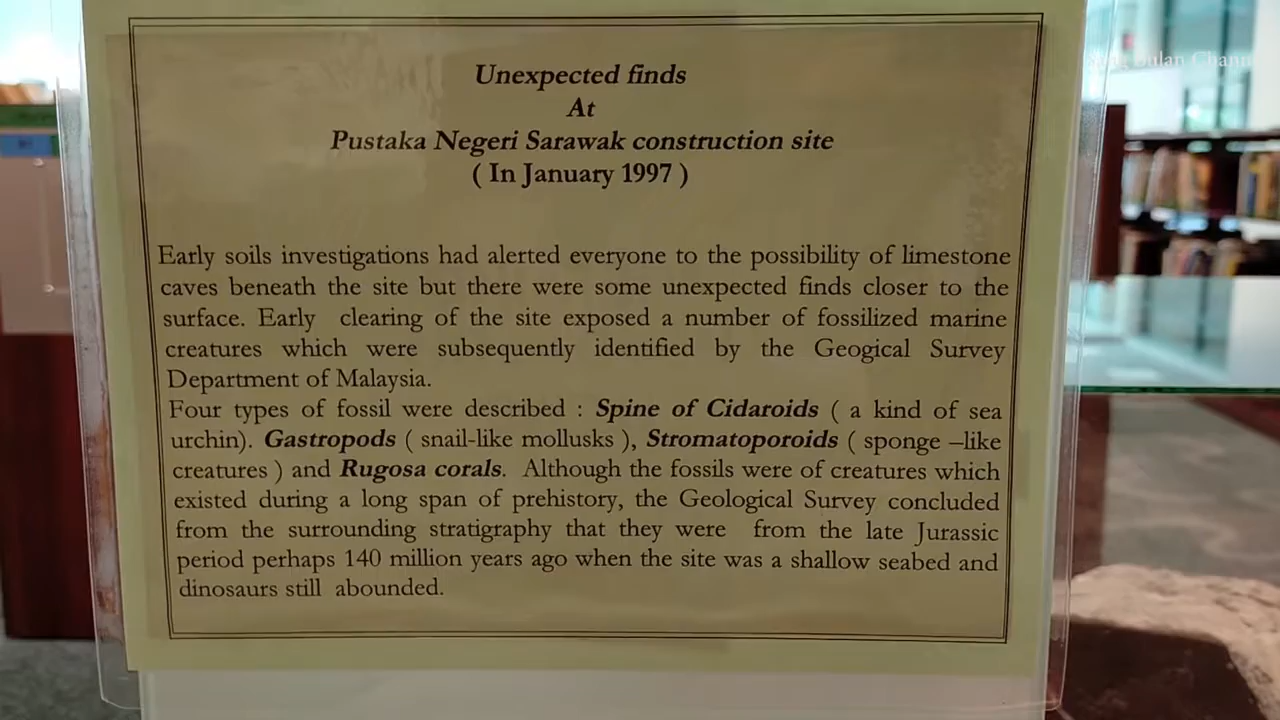 Unexpected finds
At
Pustaka Negeri Sarawak construction site
( In January 1997 )
Early soils investigations had alerted everyone to the possibility of limestone
caves beneath the site but there were some unexpected finds closer to the
surface. Early clearing of the site exposed a number of fossilized marine
creatures which were subsequently identified by the Geogical Survey
Department of Malaysia.
Four types of fossil were described : Spine of Cidaroids ( a kind of sea
urchin). Gastropods ( snail-like mollusks ), Stromatoporoids ( sponge –like
creatures ) and Rugosa corals. Although the fossils were of creatures which
existed during a long span of prehistory, the Geological Survey concluded
from the surrounding stratigraphy that they were from the late Jurassic
period perhaps 140 million years ago when the site was a shallow seabed and
dinosaurs still abounded.